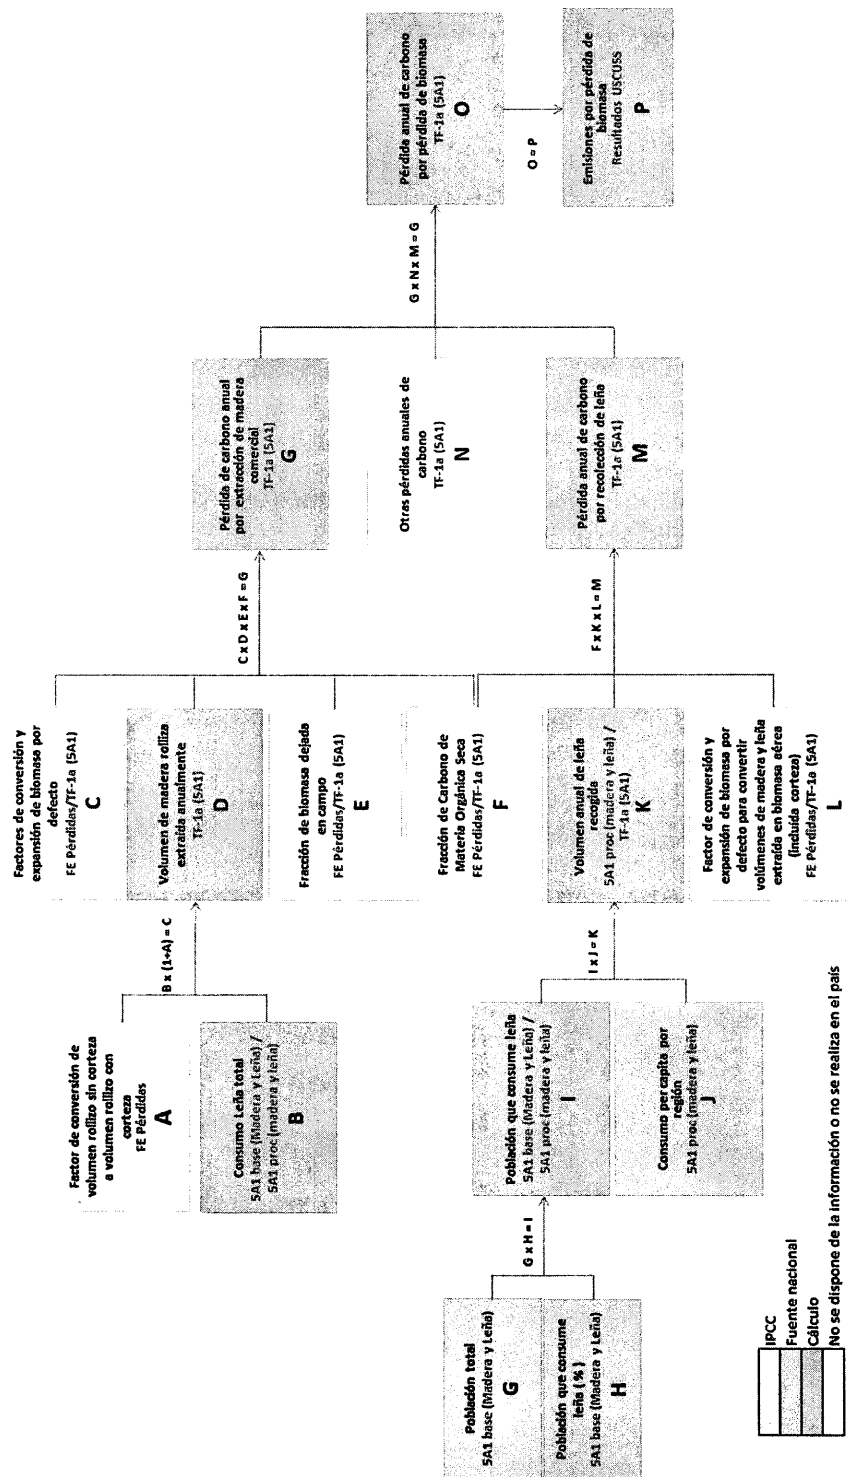 Factor de conversión de
volumen rollizo sin corteza
a volumen rollizo con
corteza
FE Pérdidas
A
Consumo Leña total
5A1 base (Madera y Leña) /
5A1 proc (madera y leña)
B
B x (1+A) = C
Factores de conversión y
expansión de biomasa por
defecto
FE Pérdidas/TF-1a (5A1)
C
Volumen de madera rolliza
extraída anualmente
TF-1a (5A1)
D
Fracción de biomasa dejada
en campo
FE Pérdidas/TF-1a (5A1)
E
Fracción de Carbono de
Materia Orgánica Seca
FE Pérdidas/TF-1a (5A1)
F
C x D x E x F = G
Pérdida de carbono anual
por extracción de madera
comercial
TF-1a (5A1)
G
Otras pérdidas anuales de
carbono
TF-1a (5A1)
N
G x N x M = G
Pérdida anual de carbono
por pérdida de biomasa
TF-1a (5A1)
O
O = P
Emisiones por pérdida de
biomasa
Resultados USCUSS
P
Población total
5A1 base (Madera y Leña)
G
Población que consume
leña (%)
5A1 base (Madera y Leña)
H
G x H = I
Población que consume leña
5A1 base (Madera y Leña) /
5A1 proc (madera y leña)
I
Consumo per capita por
región
5A1 proc (madera y leña)
J
I x J = K
Volumen anual de leña
recogida
5A1 proc (madera y leña) /
TF-1a (5A1)
K
Factor de conversión y
expansión de biomasa por
defecto para convertir
volúmenes de madera y leña
extraída en biomasa aérea
(incluida corteza)
FE Pérdidas/TF-1a (5A1)
L
F x K x L = M
Pérdida anual de carbono
por recolección de leña
TF-1a (5A1)
M
IPCC
Fuente nacional
Cálculo
No se dispone de la información o no se realiza en el país